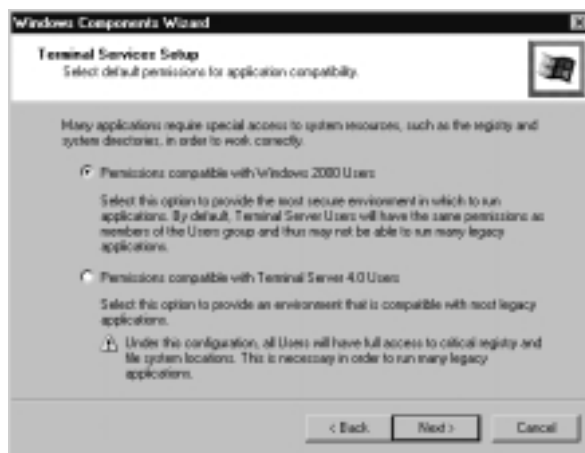 Windows Components Wizard
Terminal Services Setup
Select default permissions for application compatibility.
Many applications require special access to system resources, such as the registry and
system directories, in order to work correctly.
Permissions compatible with Windows 2000 Users
Select this option to provide the most secure environment in which to run
applications. By default, Terminal Server Users will have the same permissions as
members of the Users group and thus may not be able to run many legacy
applications.
Permissions compatible with Terminal Server 4.0 Users
Select this option to provide an environment that is compatible with most legacy
applications.
Under this configuration, all Users will have full access to critical registry and
file system locations. This is necessary in order to run many legacy
applications.
< Back
Next >
Cancel